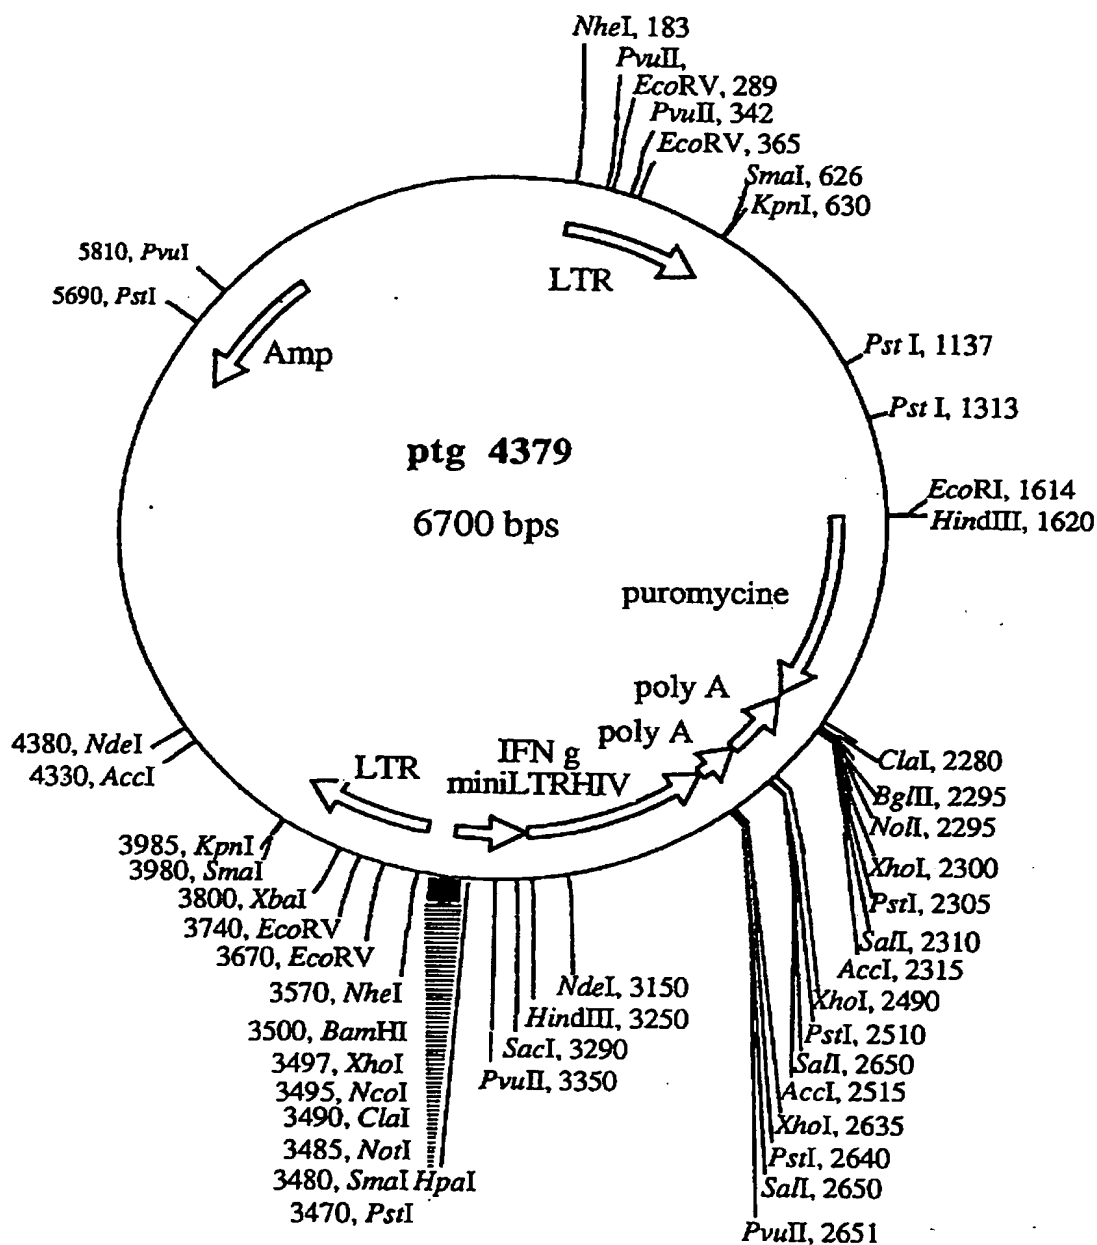 NheI, 183
PvuII,
EcoRV, 289
PvuII, 342
EcoRV, 365
SmaI, 626
KpnI, 630
5810, PvuI
5690, PstI
LTR
Amp
Pst I, 1137
Pst I, 1313
ptg 4379
6700 bps
EcoRI, 1614
HindIII, 1620
puromycine
poly A
poly A
IFN g
miniLTRHIV
LTR
4380, NdeI
4330, AccI
ClaI, 2280
BglII, 2295
NotI, 2295
XhoI, 2300
PstI, 2305
SalI, 2310
AccI, 2315
XhoI, 2490
PstI, 2510
SalI, 2650
AccI, 2515
XhoI, 2635
PstI, 2640
SalI, 2650
PvuII, 2651
3985, KpnI
3980, SmaI
3800, XbaI
3740, EcoRV
3670, EcoRV
3570, NheI
3500, BamHI
3497, XhoI
3495, NcoI
3490, ClaI
3485, NotI
3480, SmaI HpaI
3470, PstI
NdeI, 3150
HindIII, 3250
SacI, 3290
PvuII, 3350